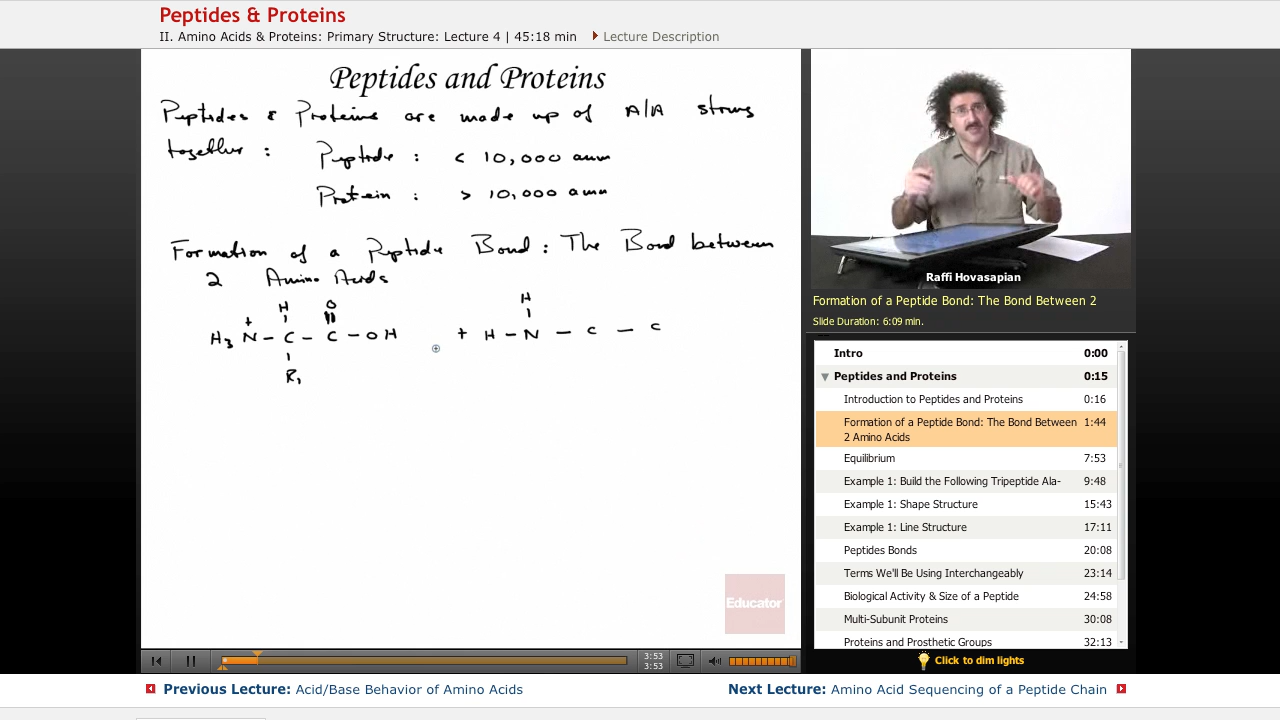 Peptides & Proteins
II. Amino Acids & Proteins: Primary Structure: Lecture 4 | 45:18 min Lecture Description
Peptides and Proteins
Peptides & Proteins are made up of A/A strung
together : Peptide : < 10,000 amu
Protein : > 10,000 amu
Formation of a Peptide Bond : The Bond between
2 Amino Acids
H O H
+ ||
H3 N - C - C - OH + H - N - C - C
R1
Educator
3:53
3:53
Raffi Hovasapian
Formation of a Peptide Bond: The Bond Between 2
Slide Duration: 6:09 min.
Intro 0:00
Peptides and Proteins 0:15
Introduction to Peptides and Proteins 0:16
Formation of a Peptide Bond: The Bond Between 1:44
2 Amino Acids
Equilibrium 7:53
Example 1: Build the Following Tripeptide Ala- 9:48
Example 1: Shape Structure 15:43
Example 1: Line Structure 17:11
Peptides Bonds 20:08
Terms We'll Be Using Interchangeably 23:14
Biological Activity & Size of a Peptide 24:58
Multi-Subunit Proteins 30:08
Proteins and Prosthetic Groups 32:13
Click to dim lights
Previous Lecture: Acid/Base Behavior of Amino Acids
Next Lecture: Amino Acid Sequencing of a Peptide Chain